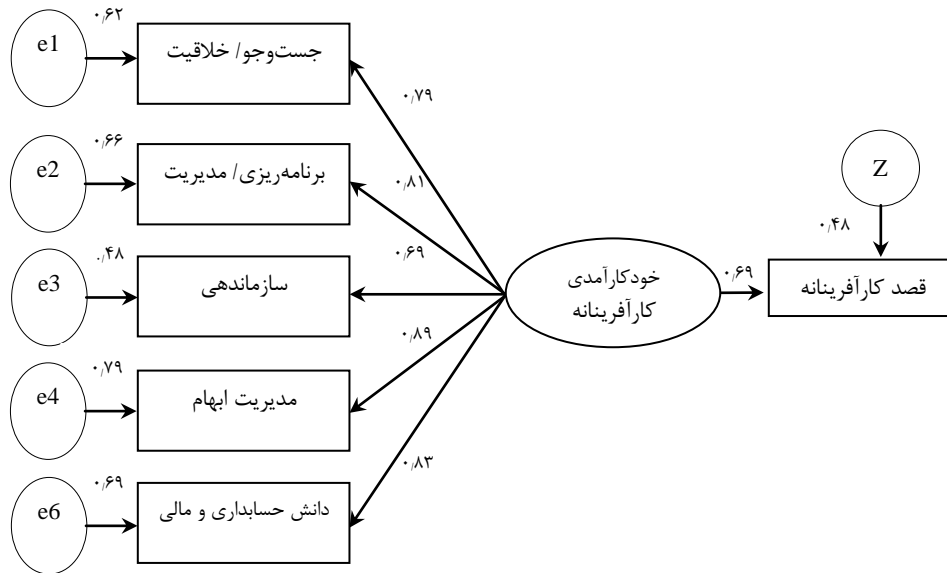 e1
۰٫۶۲
جست‌وجو/ خلاقیت
۰٫۷۹
e2
۰٫۶۶
برنامه‌ریزی/ مدیریت
۰٫۸۱
Z
۰٫۴۸
e3
۰٫۴۸
سازماندهی
۰٫۶۹
خودکارآمدی
کارآفرینانه
۰٫۶۹
قصد کارآفرینانه
e4
۰٫۷۹
مدیریت ابهام
۰٫۸۹
e6
۰٫۶۹
دانش حسابداری و مالی
۰٫۸۳